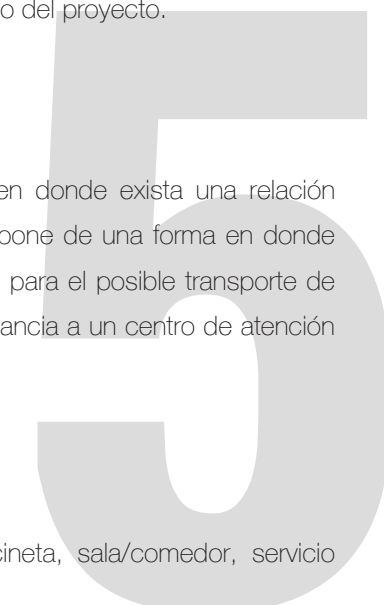 o del proyecto.
en donde exista una relación
pone de una forma en donde
para el posible transporte de
ancia a un centro de atención
cineta, sala/comedor, servicio
5